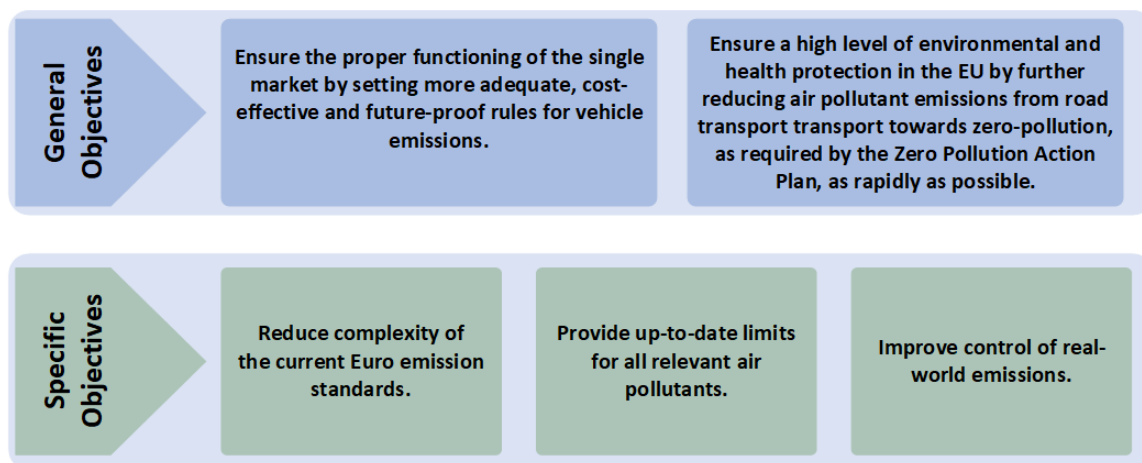 General
Objectives
Ensure the proper functioning of the single
market by setting more adequate, cost-
effective and future-proof rules for vehicle
emissions.
Ensure a high level of environmental and
health protection in the EU by further
reducing air pollutant emissions from road
transport transport towards zero-pollution,
as required by the Zero Pollution Action
Plan, as rapidly as possible.
Specific
Objectives
Reduce complexity of
the current Euro emission
standards.
Provide up-to-date limits
for all relevant air
pollutants.
Improve control of real-
world emissions.